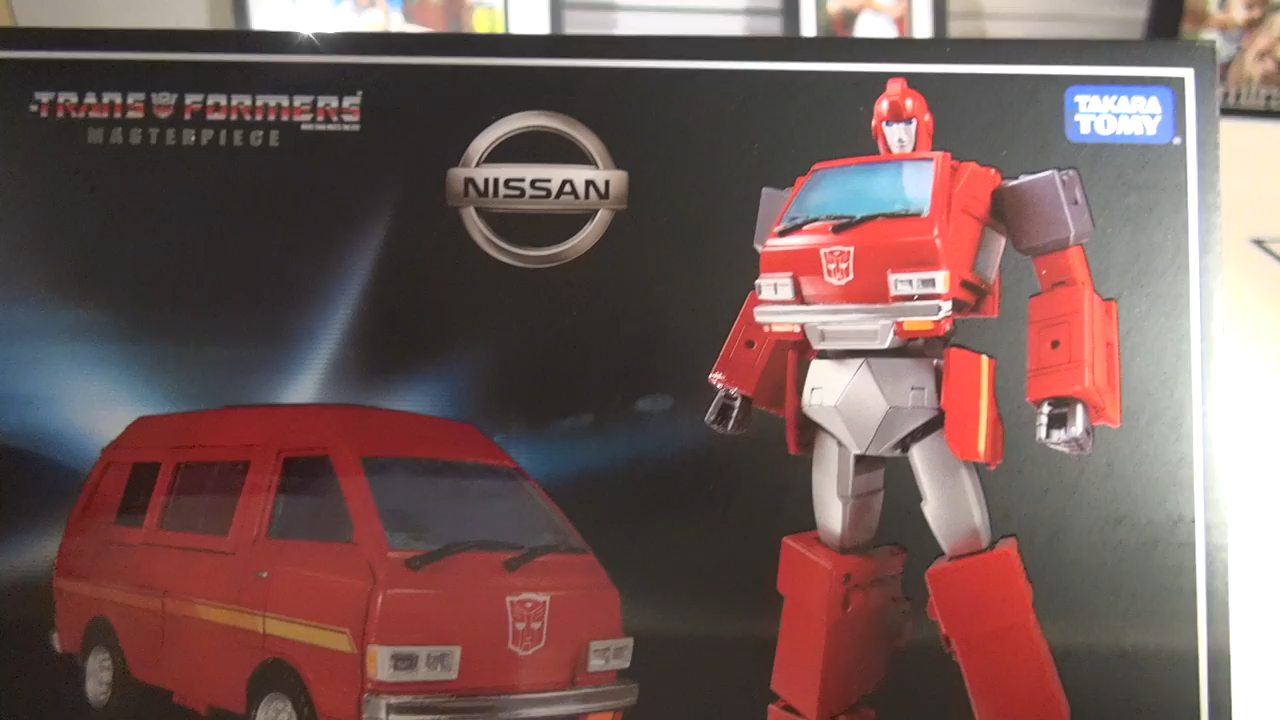 TRANSFORMERS
MASTERPIECE
NISSAN
TAKARA
TOMY